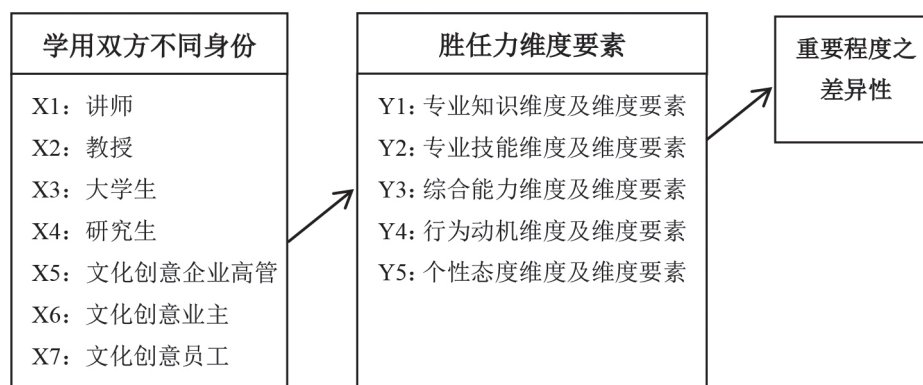 学用双方不同身份
X1：讲师
X2：教授
X3：大学生
X4：研究生
X5：文化创意企业高管
X6：文化创意业主
X7：文化创意员工
胜任力维度要素
Y1：专业知识维度及维度要素
Y2：专业技能维度及维度要素
Y3：综合能力维度及维度要素
Y4：行为动机维度及维度要素
Y5：个性态度维度及维度要素
重要程度之
差异性